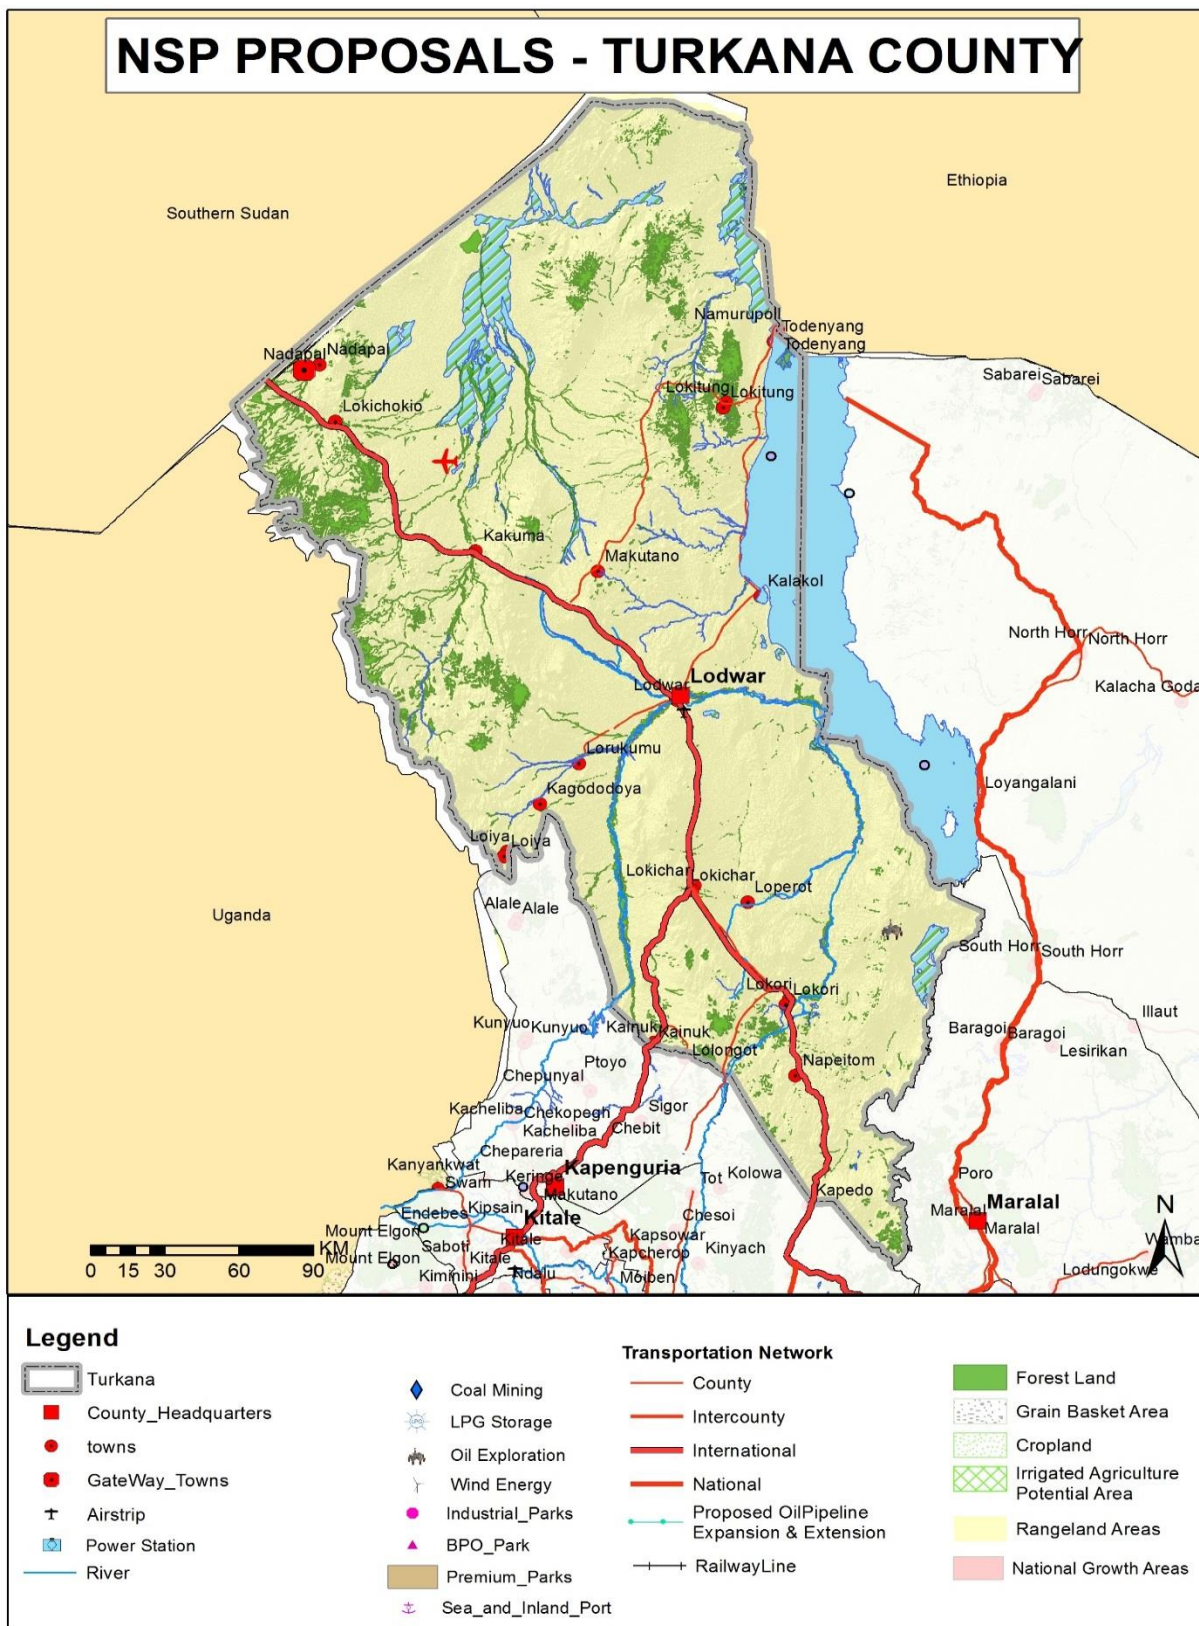 NSP PROPOSALS - TURKANA COUNTY
Ethiopia
Southern Sudan
Namurupoll
Todenyang
Todenyang
Nadapal
Nadapal
Sabarei
Sabarei
Lokitung
Lokitung
Lokichokio
Kakuma
Makutano
Kalakol
North Horr
North Horr
Kalacha Goda
Lodwar
Lodwar
Lorukumu
Loyangalani
Kagododoya
Loiya
Loiya
Lokichar
Lokichar
Loperot
Alale
Alale
Uganda
South Horr
South Horr
Lokori
Lokori
Kunyuo
Kunyuo
Kainuk
Kainuk
Baragoi
Baragoi
Illaut
Lolongot
Lesirikan
Ptoyo
Napeitom
Chepunyal
Kacheliba
Chekopegh
Sigor
Kacheliba
Chebit
Chepareria
Kanyankwat
Keringe
Kapenguria
Kolowa
Tot
Poro
Swam
Makutano
Kapedo
Kipsain
Maralal
Endebes
Kitale
Chesoi
Maralal
Mount Elgon
Kitale
Kapsowar
Maralal
N
Saboti
Kinyach
Wamba
KM
Mount Elgon
Kitale
Kapcherop
0 15 30 60 90
Kiminini
Ndalu
Moiben
Lodungokwe
Legend
Turkana
County_Headquarters
towns
GateWay_Towns
Airstrip
Power Station
River
Coal Mining
LPG Storage
Oil Exploration
Wind Energy
Industrial_Parks
BPO_Park
Premium_Parks
Sea_and_Inland_Port
Transportation Network
County
Intercounty
International
National
Proposed OilPipeline
Expansion & Extension
RailwayLine
Forest Land
Grain Basket Area
Cropland
Irrigated Agriculture
Potential Area
Rangeland Areas
National Growth Areas